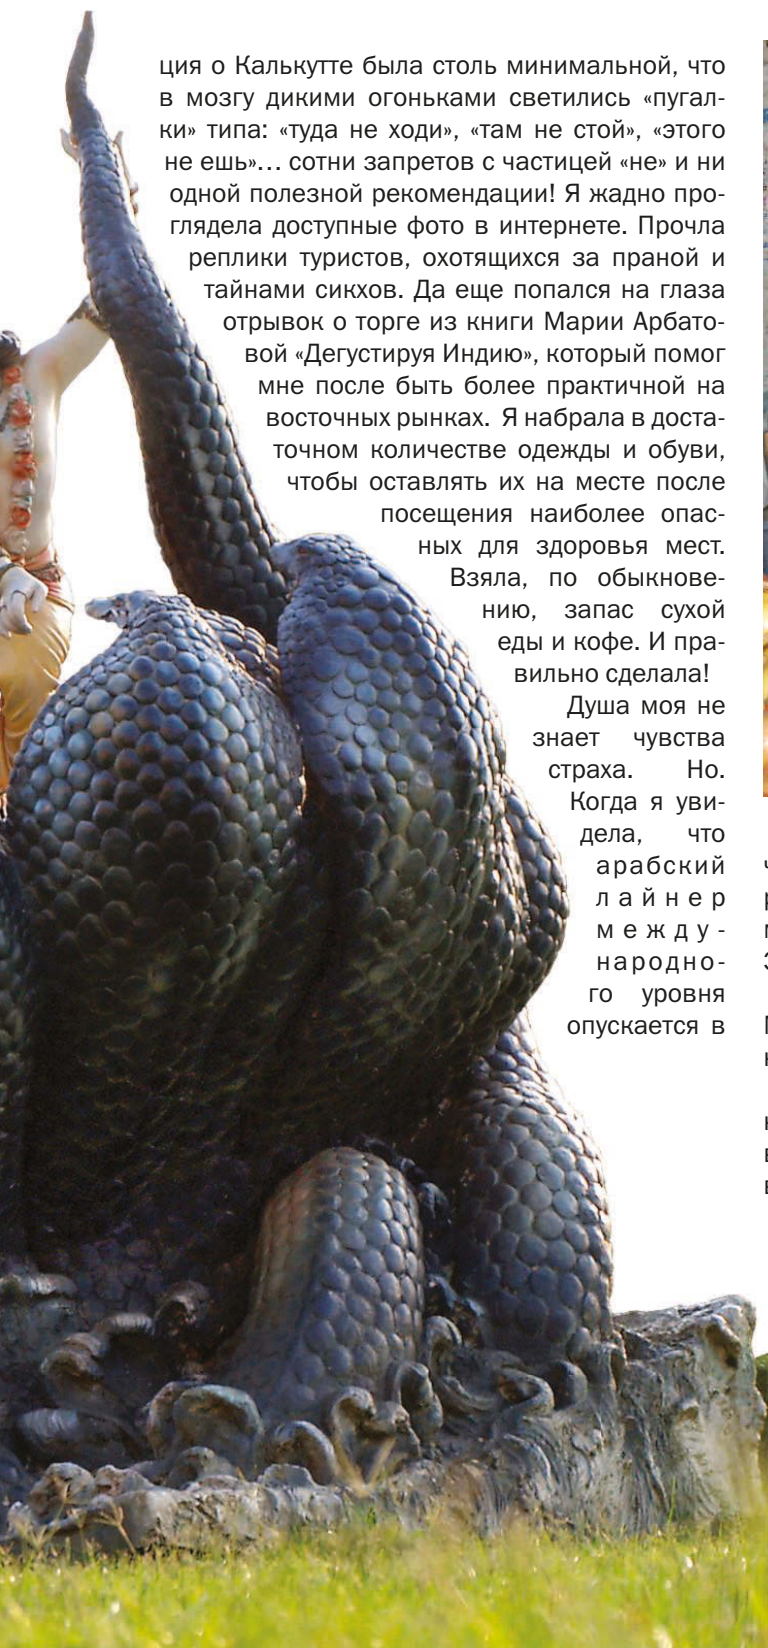 ция о Калькутте была столь минимальной, что
в мозгу дикими огоньками светились «пугал-
ки» типа: «туда не ходи», «там не стой», «этого
не ешь»... сотни запретов с частицей «не» и ни
одной полезной рекомендации! Я жадно про-
глядела доступные фото в интернете. Прочла
реплики туристов, охотящихся за праной и
тайнами сикхов. Да еще попался на глаза
отрывок о торге из книги Марии Арбато-
вой «Дегустируя Индию», который помог
мне после быть более практичной на
восточных рынках. Я набрала в доста-
точном количестве одежды и обуви,
чтобы оставлять их на месте после
посещения наиболее опас-
ных для здоровья мест.
Взяла, по обыкнове-
нию, запас сухой
еды и кофе. И пра-
вильно сделала!
Душа моя не
знает чувства
страха. Но.
Когда я уви-
дела, что
арабский
лайнер
между-
народно-
го уровня
опускается в